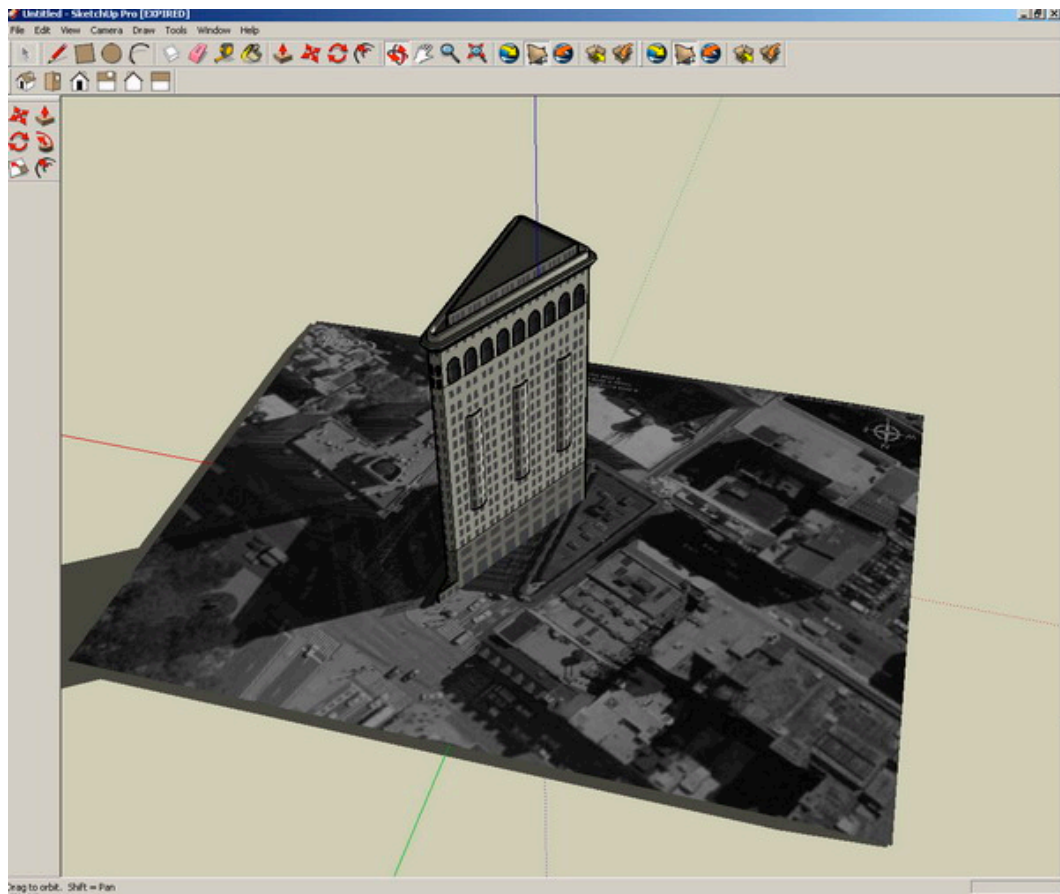 Untitled - SketchUp Pro [EXPIRED]
File Edit View Camera Draw Tools Window Help
Drag to orbit. Shift = Pan